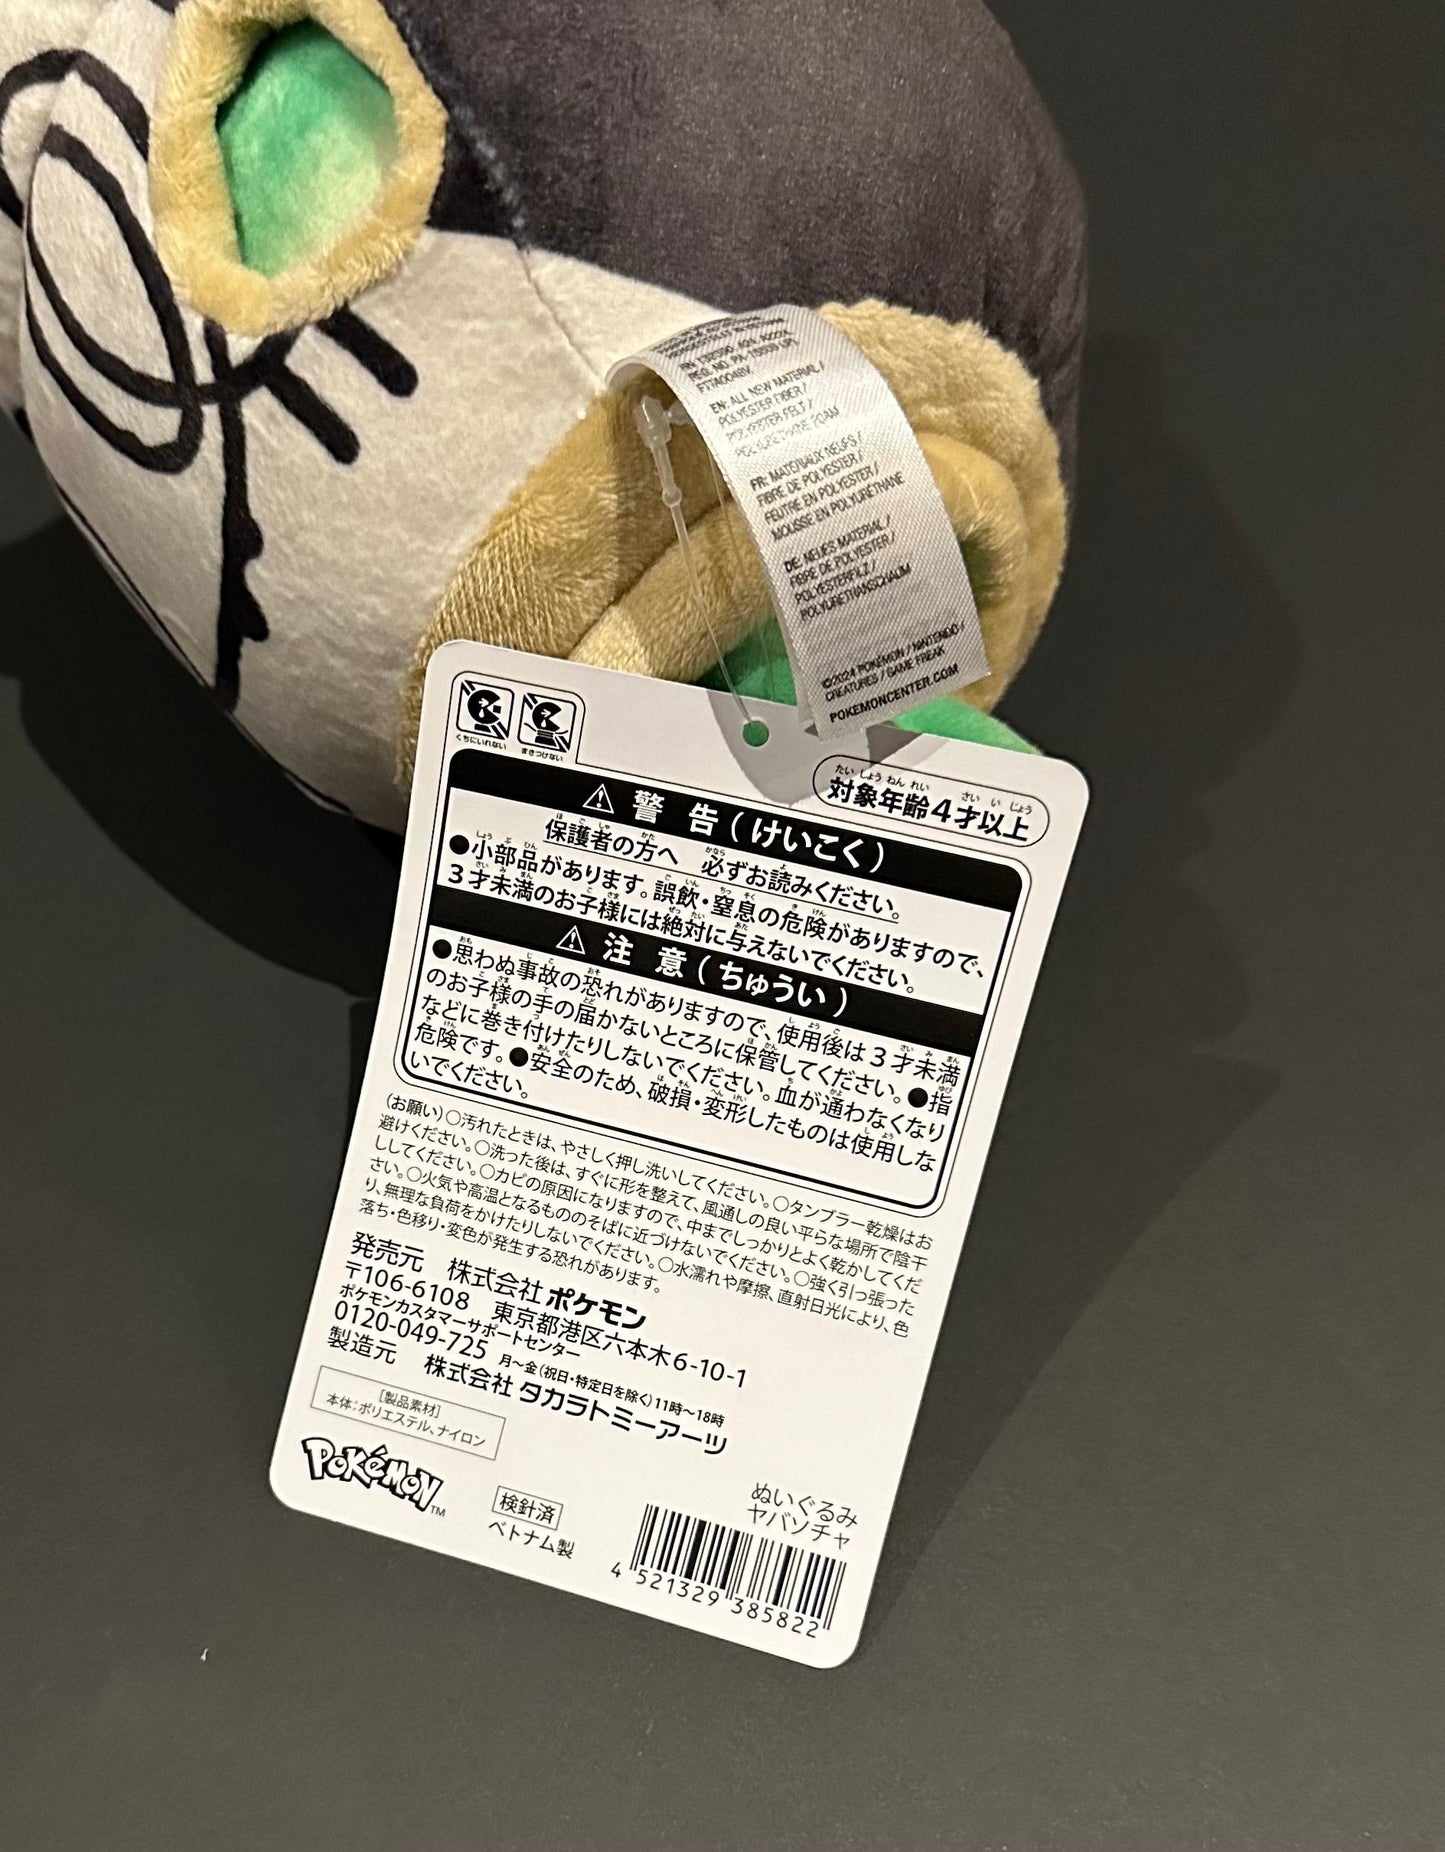 REG. NO. PA-15509 (JP)
FTTA0048V
EN: ALL NEW MATERIAL /
POLYESTER FIBER /
POLYESTER FELT /
POLYURETHANE FOAM
FR: MATÉRIAUX NEUFS /
FIBRE DE POLYESTER /
FEUTRE EN POLYESTER /
MOUSSE EN POLYURÉTHANE
DE: NEUES MATERIAL /
FIBRE DE POLYESTER /
POLYESTERFILZ /
POLYURETHANSCHAUM
©2024 POKÉMON / NINTENDO /
CREATURES / GAME FREAK
POKEMONCENTER.COM
くちにいれない
まきつけない
対象年齢4才以上
警告(けいこく)
保護者の方へ 必ずお読みください。
●小部品があります。誤飲・窒息の危険がありますので、
3才未満のお子様には絶対に与えないでください。
注意(ちゅうい)
●思わぬ事故の恐れがありますので、使用後は3才未満
のお子様の手の届かないところに保管してください。●指
などに巻き付けたりしないでください。血が通わなくなり
危険です。●安全のため、破損・変形したものは使用しな
いでください。
(お願い)○汚れたときは、やさしく押し洗いしてください。○タンブラー乾燥はお
避けください。○洗った後は、すぐに形を整えて、風通しの良い平らな場所で陰干
ししてください。○カビの原因になりますので、中までしっかりとよく乾かしてくだ
さい。○火気や高温となるもののそばに近づけないでください。○強く引っ張った
り、無理な負荷をかけたりしないでください。○水濡れや摩擦、直射日光により、色
落ち・色移り・変色が発生する恐れがあります。
発売元 株式会社ポケモン
〒106-6108 東京都港区六本木6-10-1
ポケモンカスタマーサポートセンター
0120-049-725 月〜金(祝日・特定日を除く)11時〜18時
製造元 株式会社タカラトミーアーツ
[製品素材]
本体:ポリエステル、ナイロン
POKéMON TM
検針済
ベトナム製
ぬいぐるみ
ヤバソチャ
4 521329 385822